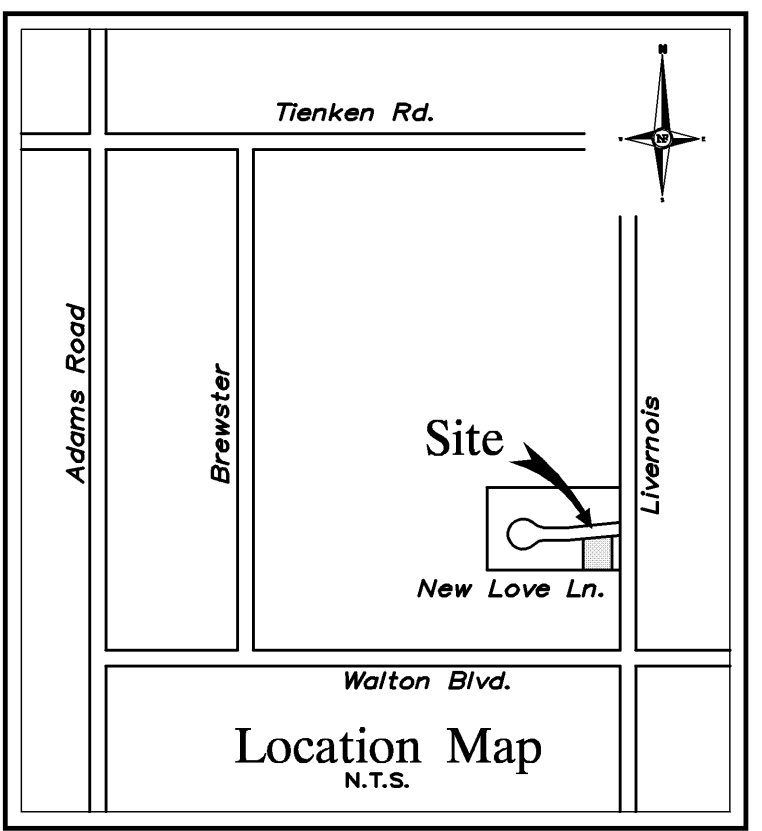 N
Tienken Rd.
W
E
S
Adams Road
Brewster
Livernois
Site
New Love Ln.
Walton Blvd.
Location Map
N.T.S.